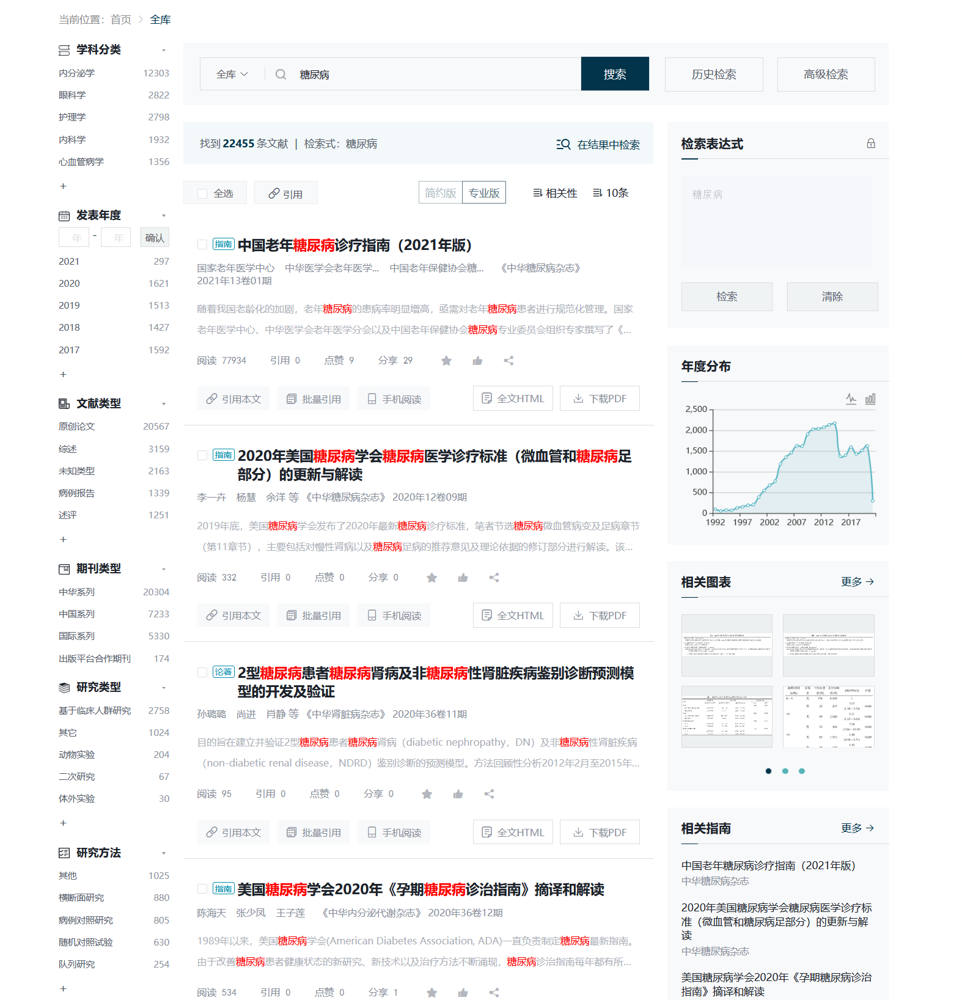 当前位置：首页 > 全库
学科分类
内分泌学 12303
眼科学 2822
护理学 2798
内科学 1932
心血管病学 1356
+
发表年度
年 - 年 确认
2021 297
2020 1621
2019 1513
2018 1427
2017 1592
+
文献类型
原创论文 20567
综述 3159
未知类型 2163
病例报告 1339
述评 1251
+
期刊类型
中华系列 20304
中国系列 7233
国际系列 5330
出版平台合作期刊 174
研究类型
基于临床人群研究 2758
其它 1024
动物实验 204
二次研究 67
体外实验 30
+
研究方法
其他 1025
横断面研究 880
病例对照研究 805
随机对照试验 630
队列研究 254
+
全库 糖尿病 搜索 历史检索 高级检索
找到 22455 条文献 | 检索式：糖尿病 在结果中检索
全选 引用 简约版 专业版 相关性 10条
指南 中国老年糖尿病诊疗指南（2021年版）
国家老年医学中心 中华医学会老年医学... 中国老年保健协会糖... 《中华糖尿病杂志》
2021年13卷01期
随着我国老龄化的加剧，老年糖尿病的患病率明显增高，亟需对老年糖尿病患者进行规范化管理。国家
老年医学中心、中华医学会老年医学分会以及中国老年保健协会糖尿病专业委员会组织专家撰写了《...
阅读 77934 引用 0 点赞 9 分享 29
引用本文 批量引用 手机阅读 全文HTML 下载PDF
指南 2020年美国糖尿病学会糖尿病医学诊疗标准（微血管和糖尿病足
部分）的更新与解读
李一卉 杨慧 余洋 等 《中华糖尿病杂志》 2020年12卷09期
2019年底，美国糖尿病学会发布了2020年最新糖尿病诊疗标准，笔者节选糖尿病微血管病变及足病章节
（第11章节），主要包括对慢性肾病以及糖尿病足病的推荐意见及理论依据的修订部分进行解读。该...
阅读 332 引用 0 点赞 0 分享 0
引用本文 批量引用 手机阅读 全文HTML 下载PDF
论著 2型糖尿病患者糖尿病肾病及非糖尿病性肾脏疾病鉴别诊断预测模
型的开发及验证
孙璐璐 尚进 肖静 等 《中华肾脏病杂志》 2020年36卷11期
目的旨在建立并验证2型糖尿病患者糖尿病肾病（diabetic nephropathy，DN）及非糖尿病性肾脏疾病
（non-diabetic renal disease，NDRD）鉴别诊断的预测模型。方法回顾性分析2012年2月至2015年...
阅读 95 引用 0 点赞 0 分享 0
引用本文 批量引用 手机阅读 全文HTML 下载PDF
指南 美国糖尿病学会2020年《孕期糖尿病诊治指南》摘译和解读
陈海天 张少凤 王子莲 《中华内分泌代谢杂志》 2020年36卷12期
1989年以来，美国糖尿病学会(American Diabetes Association, ADA)一直负责制定糖尿病最新指南。
由于改善糖尿病患者健康状态的新研究、新技术以及治疗方法不断涌现，糖尿病诊治指南每年都有所...
阅读 534 引用 0 点赞 0 分享 1
检索表达式
糖尿病
检索 清除
年度分布
2,500
2,000
1,500
1,000
500
0
1992 1997 2002 2007 2012 2017
相关图表 更多
相关指南 更多
中国老年糖尿病诊疗指南（2021年版）
中华糖尿病杂志
2020年美国糖尿病学会糖尿病医学诊疗标
准（微血管和糖尿病足部分）的更新与解
读
中华糖尿病杂志
美国糖尿病学会2020年《孕期糖尿病诊治
指南》摘译和解读